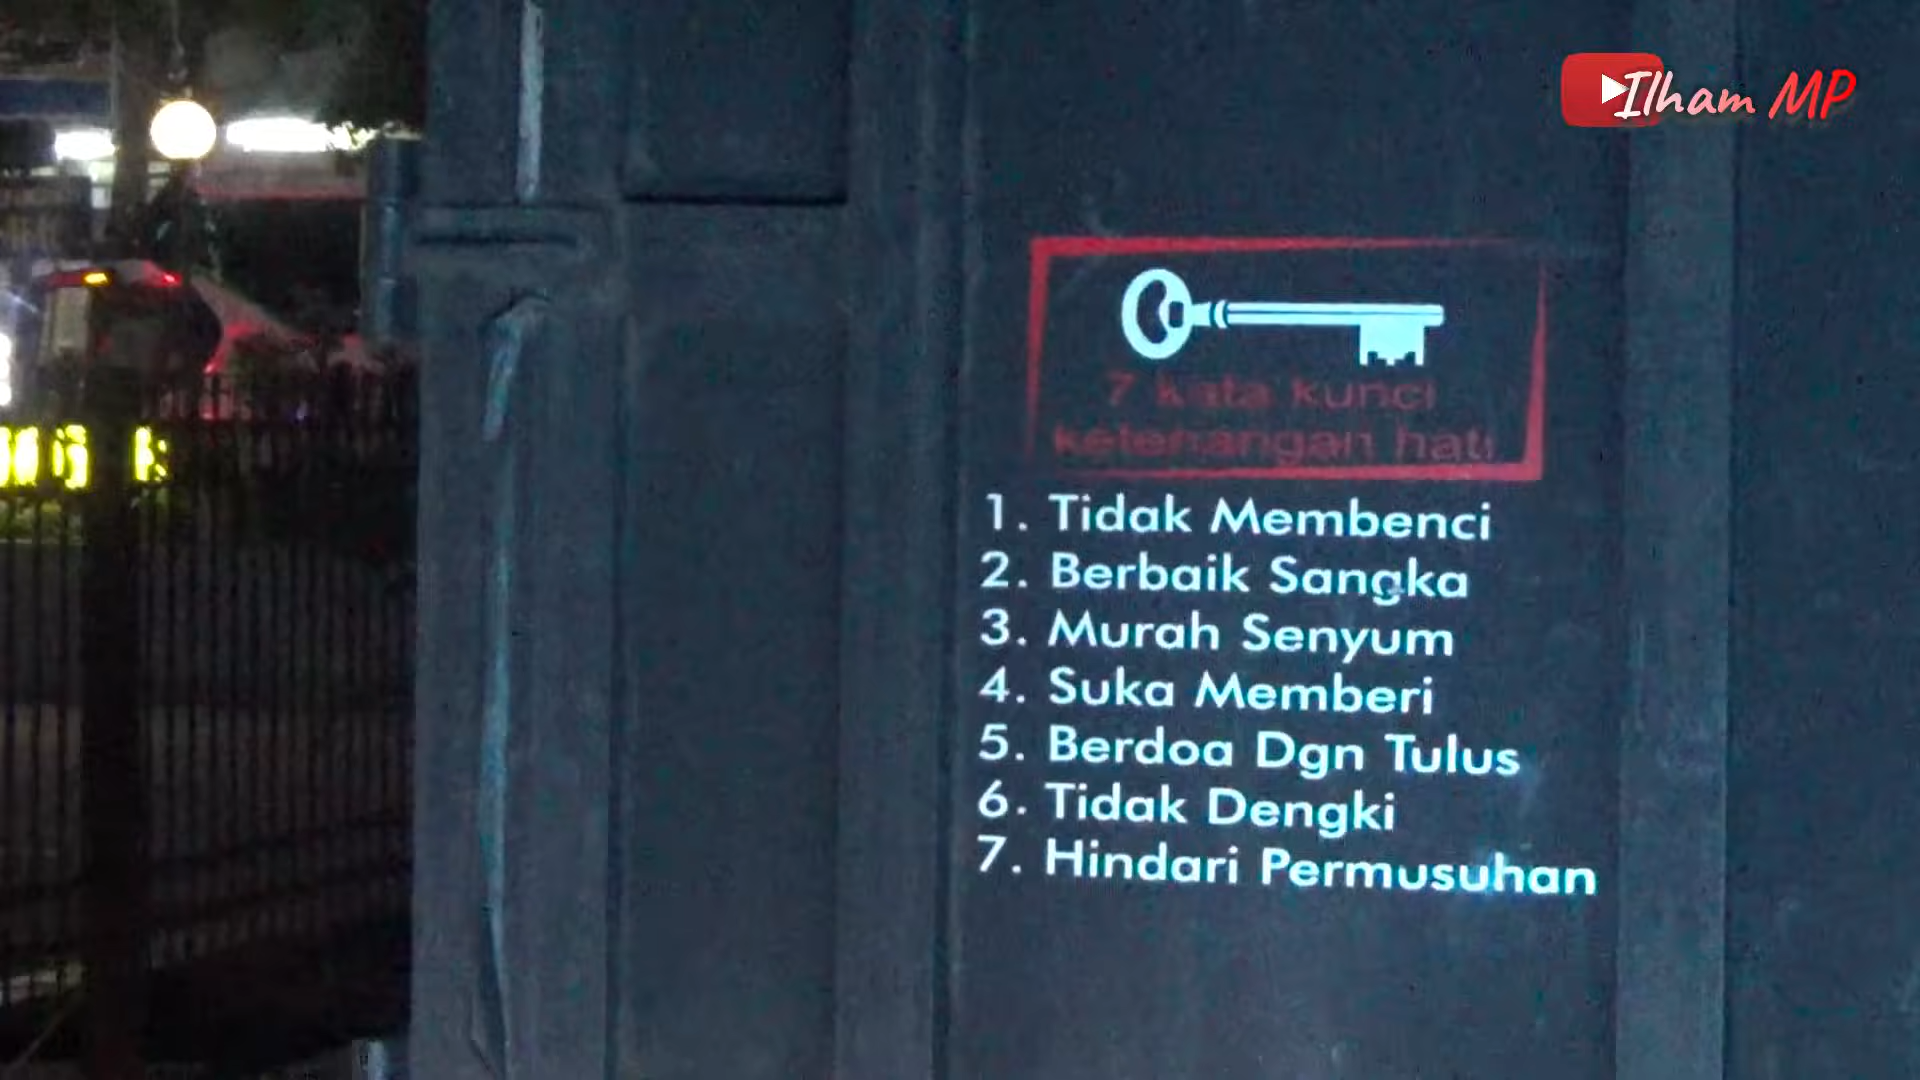 Ilham MP
7 kata kunci
ketenangan hati
1. Tidak Membenci
2. Berbaik Sangka
3. Murah Senyum
4. Suka Memberi
5. Berdoa Dgn Tulus
6. Tidak Dengki
7. Hindari Permusuhan